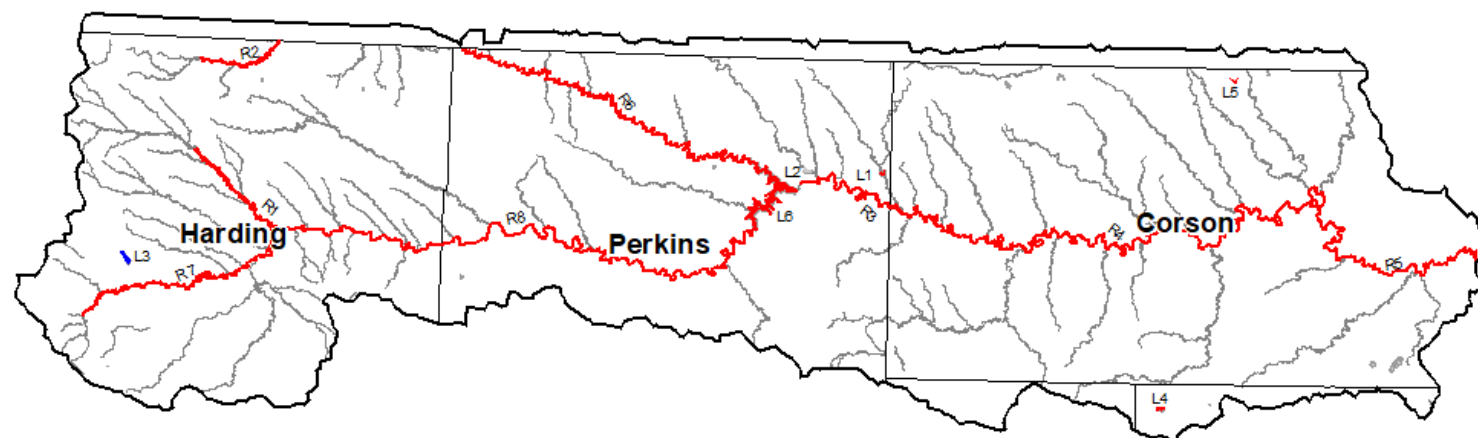 R2
R6
L5
L2
L1
R1
R3
L6
R8
Harding
Perkins
R4
Corson
L3
R7
R5
L4